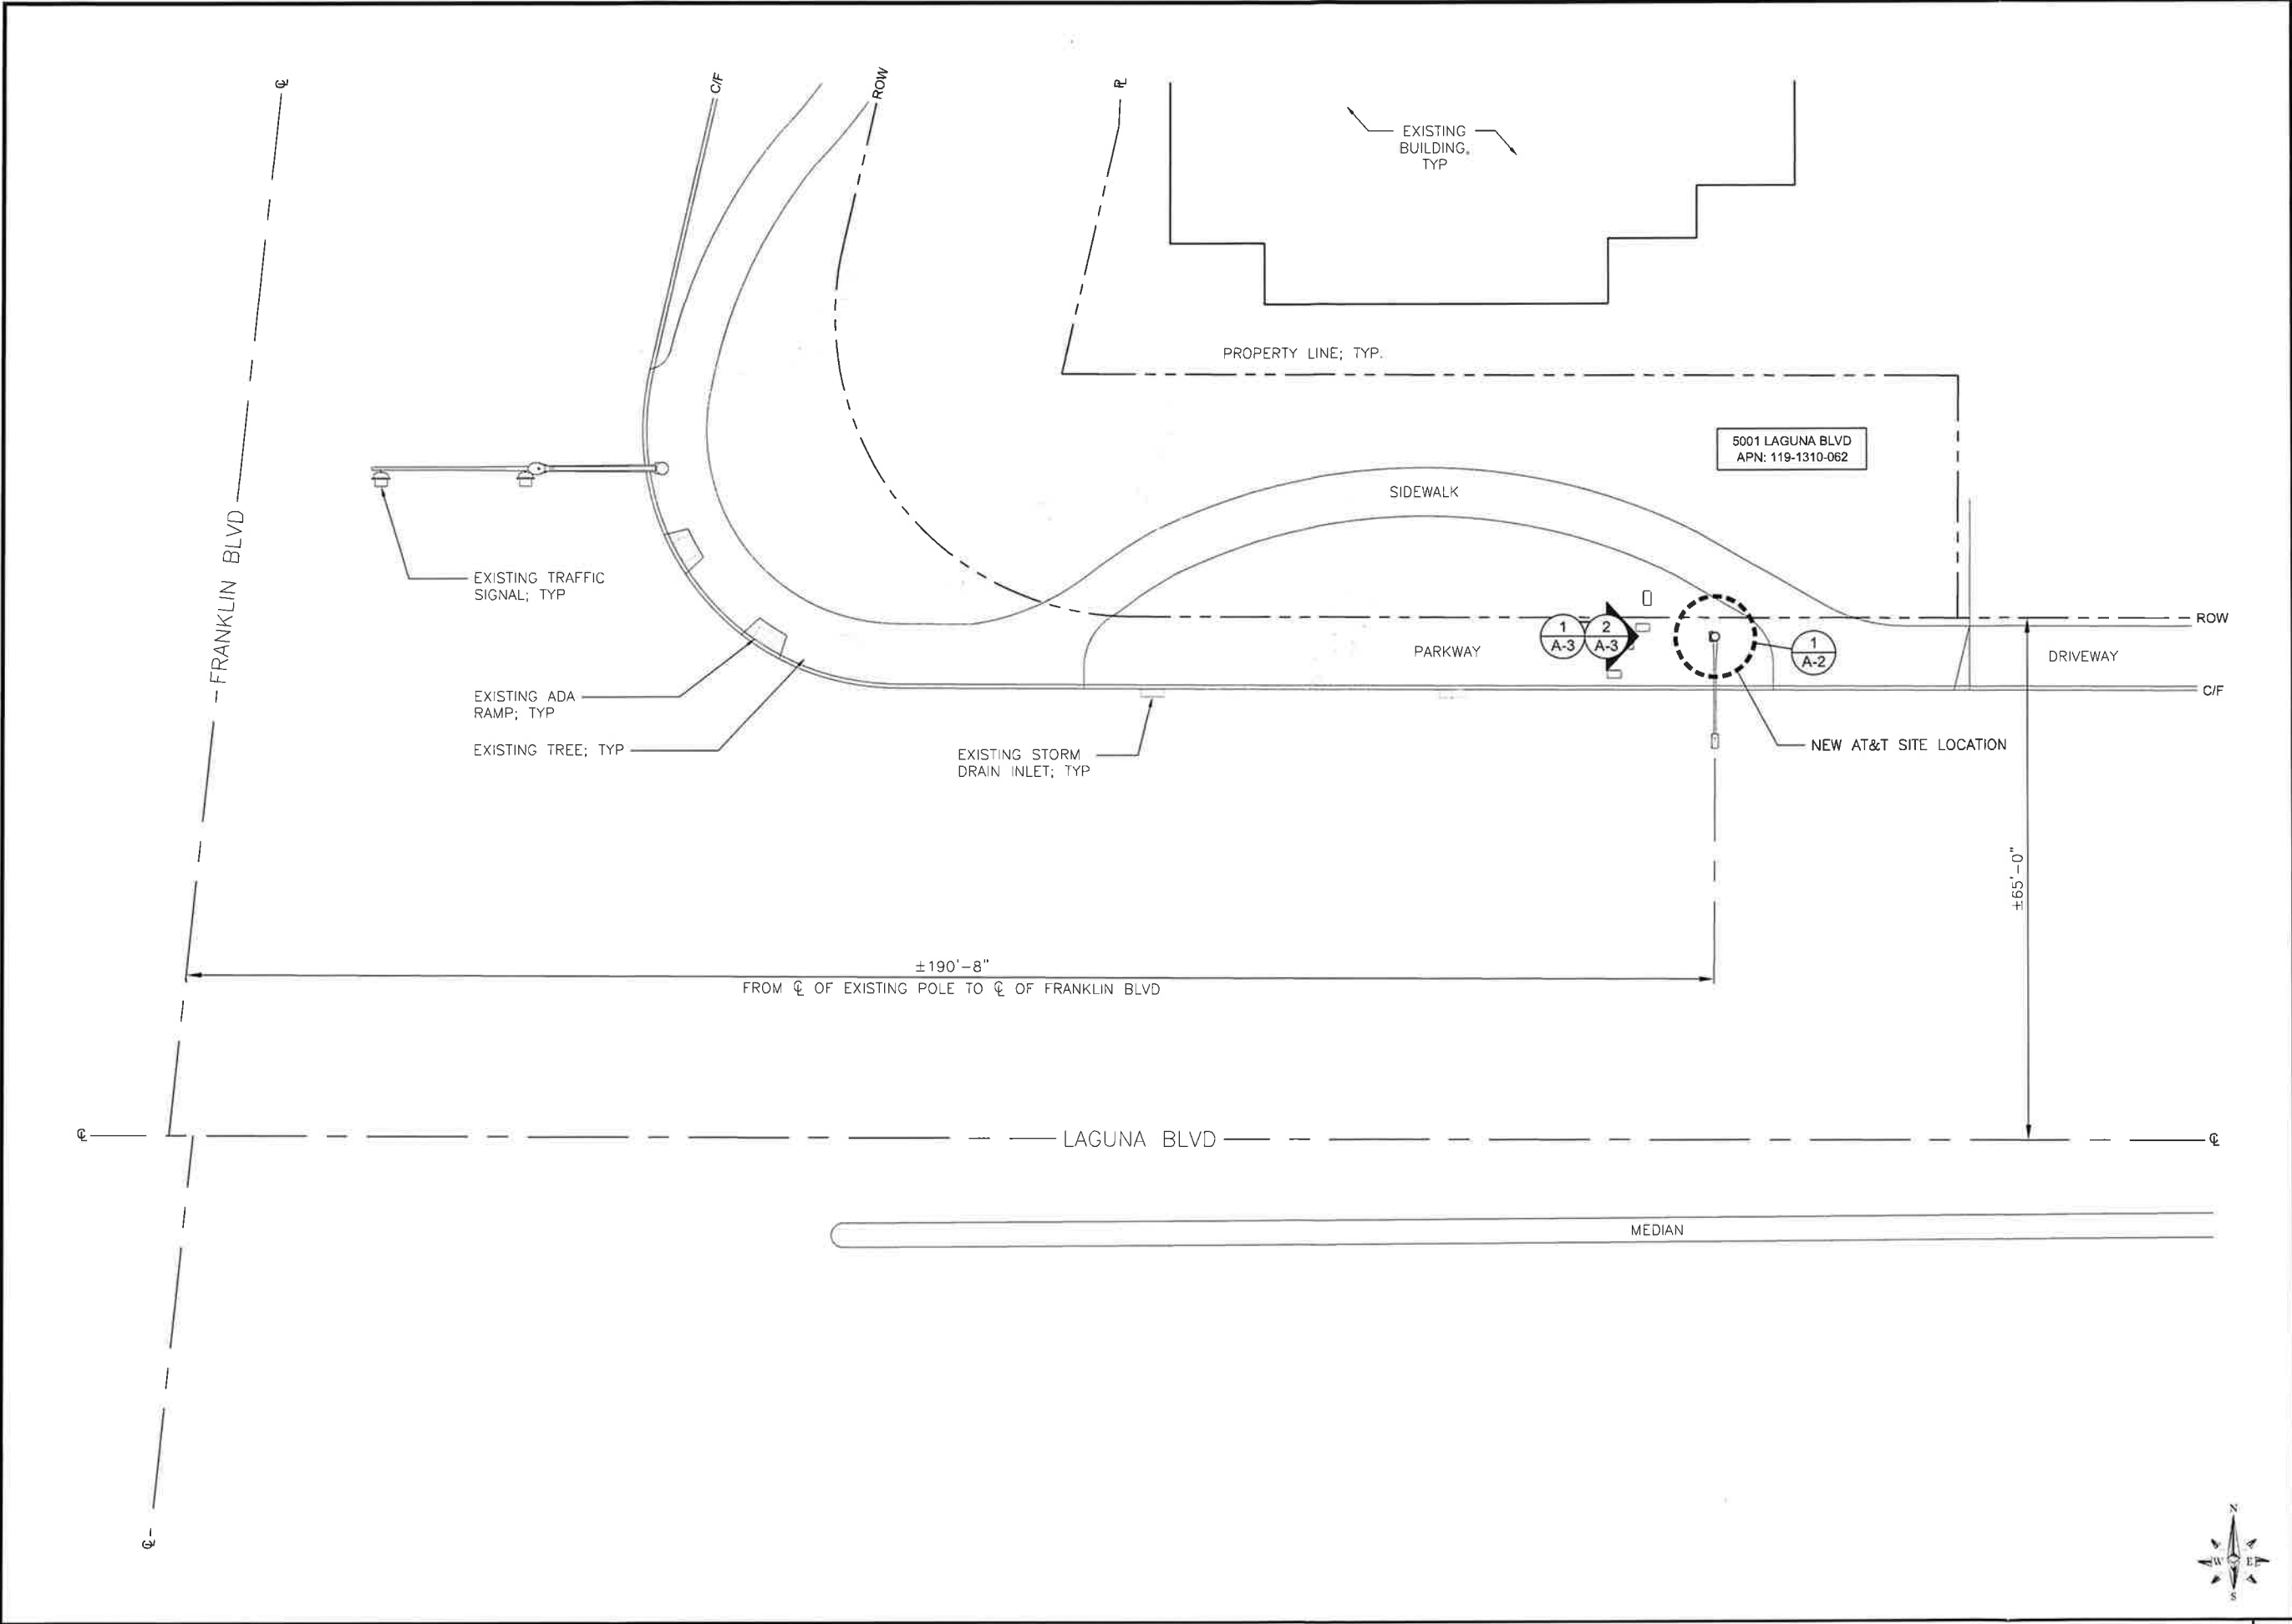 ℄
C/F
ROW
PL
EXISTING
BUILDING,
TYP
PROPERTY LINE; TYP.
5001 LAGUNA BLVD
APN: 119-1310-062
SIDEWALK
FRANKLIN BLVD
EXISTING TRAFFIC
SIGNAL; TYP
ROW
1
A-3
2
A-3
1
A-2
PARKWAY
DRIVEWAY
C/F
EXISTING ADA
RAMP; TYP
EXISTING TREE; TYP
EXISTING STORM
DRAIN INLET; TYP
NEW AT&T SITE LOCATION
±65'-0"
±190'-8"
FROM ℄ OF EXISTING POLE TO ℄ OF FRANKLIN BLVD
℄
LAGUNA BLVD
℄
MEDIAN
℄
N
W
E
S